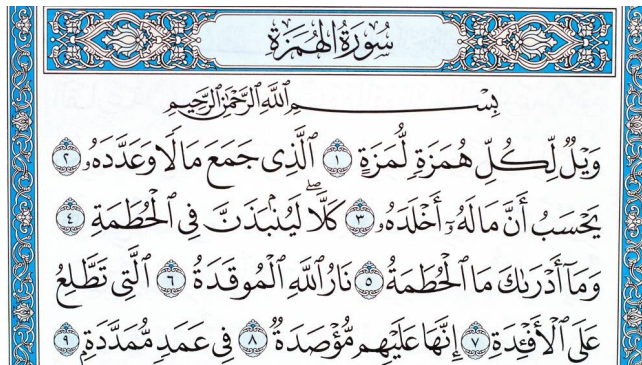 سُورَةُ الهُمَزَةِ
بِسْمِ ٱللَّهِ ٱلرَّحْمَٰنِ ٱلرَّحِيمِ
وَيْلٌ لِّكُلِّ هُمَزَةٍ لُّمَزَةٍ ١ ٱلَّذِى جَمَعَ مَالًا وَعَدَّدَهُۥ ٢
يَحْسَبُ أَنَّ مَالَهُۥٓ أَخْلَدَهُۥ ٣ كَلَّاۖ لَيُنۢبَذَنَّ فِى ٱلْحُطَمَةِ ٤
وَمَآ أَدْرَىٰكَ مَا ٱلْحُطَمَةُ ٥ نَارُ ٱللَّهِ ٱلْمُوقَدَةُ ٦ ٱلَّتِى تَطَّلِعُ
عَلَى ٱلْأَفْـِٔدَةِ ٧ إِنَّهَا عَلَيْهِم مُّؤْصَدَةٌ ٨ فِى عَمَدٍ مُّمَدَّدَةٍۭ ٩